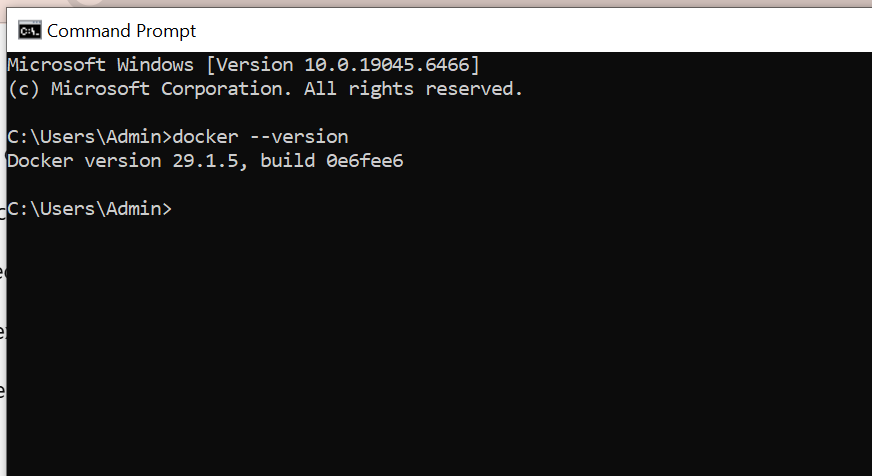 Command Prompt
Microsoft Windows [Version 10.0.19045.6466]
(c) Microsoft Corporation. All rights reserved.
C:\Users\Admin>docker --version
Docker version 29.1.5, build 0e6fee6
C:\Users\Admin>